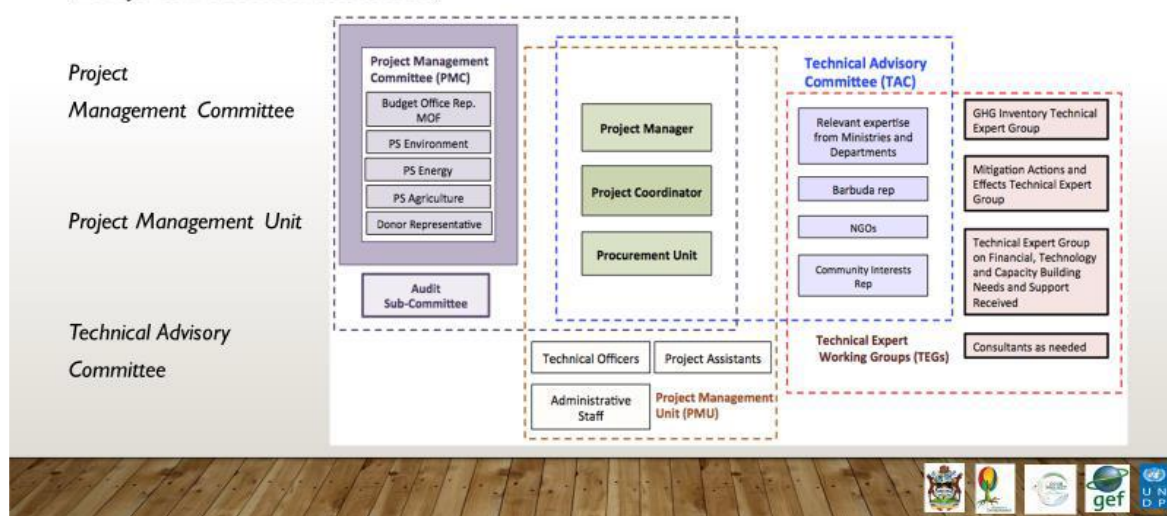 Project
Management Committee
Project Management Unit
Technical Advisory
Committee
Project Management
Committee (PMC)
Budget Office Rep.
MOF
PS Environment
PS Energy
PS Agriculture
Donor Representative
Audit
Sub-Committee
Project Manager
Project Coordinator
Procurement Unit
Technical Officers
Project Assistants
Administrative
Staff
Project Management
Unit (PMU)
Technical Advisory
Committee (TAC)
Relevant expertise
from Ministries and
Departments
Barbuda rep
NGOs
Community Interests
Rep
Technical Expert
Working Groups (TEGs)
GHG Inventory Technical
Expert Group
Mitigation Actions and
Effects Technical Expert
Group
Technical Expert Group
on Financial, Technology
and Capacity Building
Needs and Support
Received
Consultants as needed
gef
U N
D P